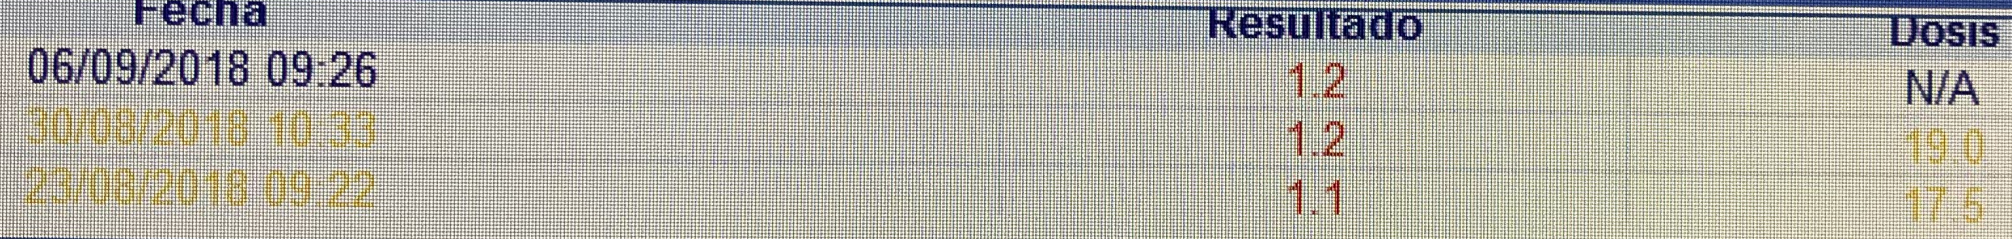 Fecha Resultado Dosis
06/09/2018 09:26 1.2 N/A
30/08/2018 10:33 1.2 19.0
23/08/2018 09:22 1.1 17.5